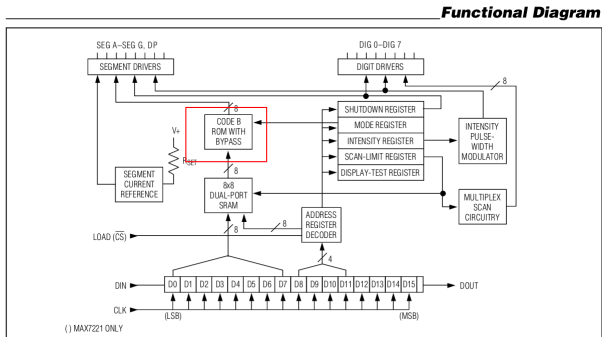 Functional Diagram
SEG A–SEG G, DP
DIG 0–DIG 7
SEGMENT DRIVERS
DIGIT DRIVERS
8
8
CODE B
ROM WITH
BYPASS
SHUTDOWN REGISTER
MODE REGISTER
INTENSITY REGISTER
SCAN-LIMIT REGISTER
DISPLAY-TEST REGISTER
INTENSITY
PULSE-
WIDTH
MODULATOR
V+
RSET
8
SEGMENT
CURRENT
REFERENCE
8x8
DUAL-PORT
SRAM
MULTIPLEX
SCAN
CIRCUITRY
ADDRESS
REGISTER
DECODER
8
8
LOAD (CS)
4
DIN
D0 D1 D2 D3 D4 D5 D6 D7 D8 D9 D10 D11 D12 D13 D14 D15
DOUT
CLK
(LSB)
(MSB)
( ) MAX7221 ONLY